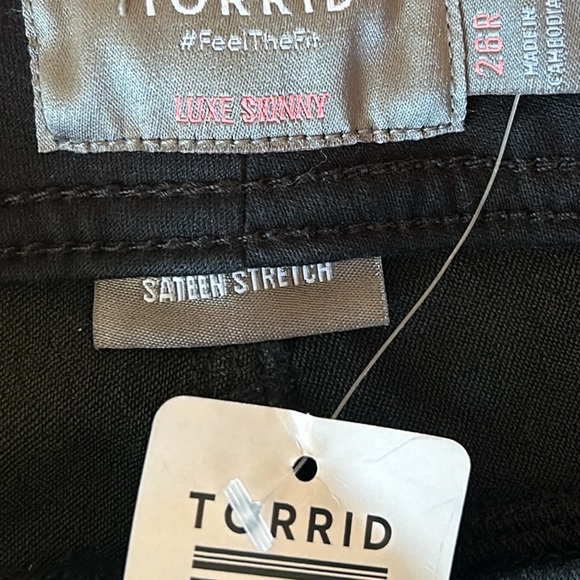 TORRID
#FeelTheFit
LUXE SKINNY
26R
MADE IN
CAMBODIA
SATEEN STRETCH
TORRID